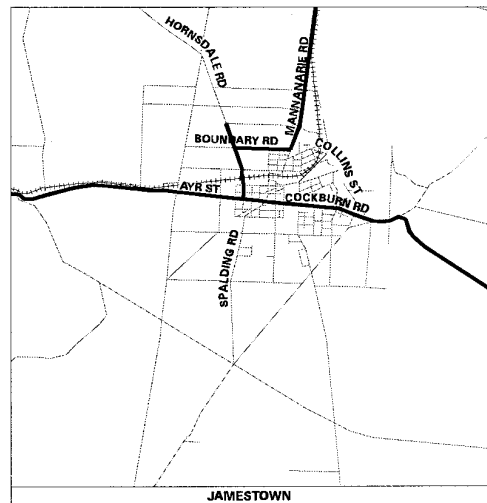 HORNSDALE RD
MANNANARIE RD
BOUNDARY RD
COLLINS ST
AYR ST
COCKBURN RD
SPALDING RD
JAMESTOWN